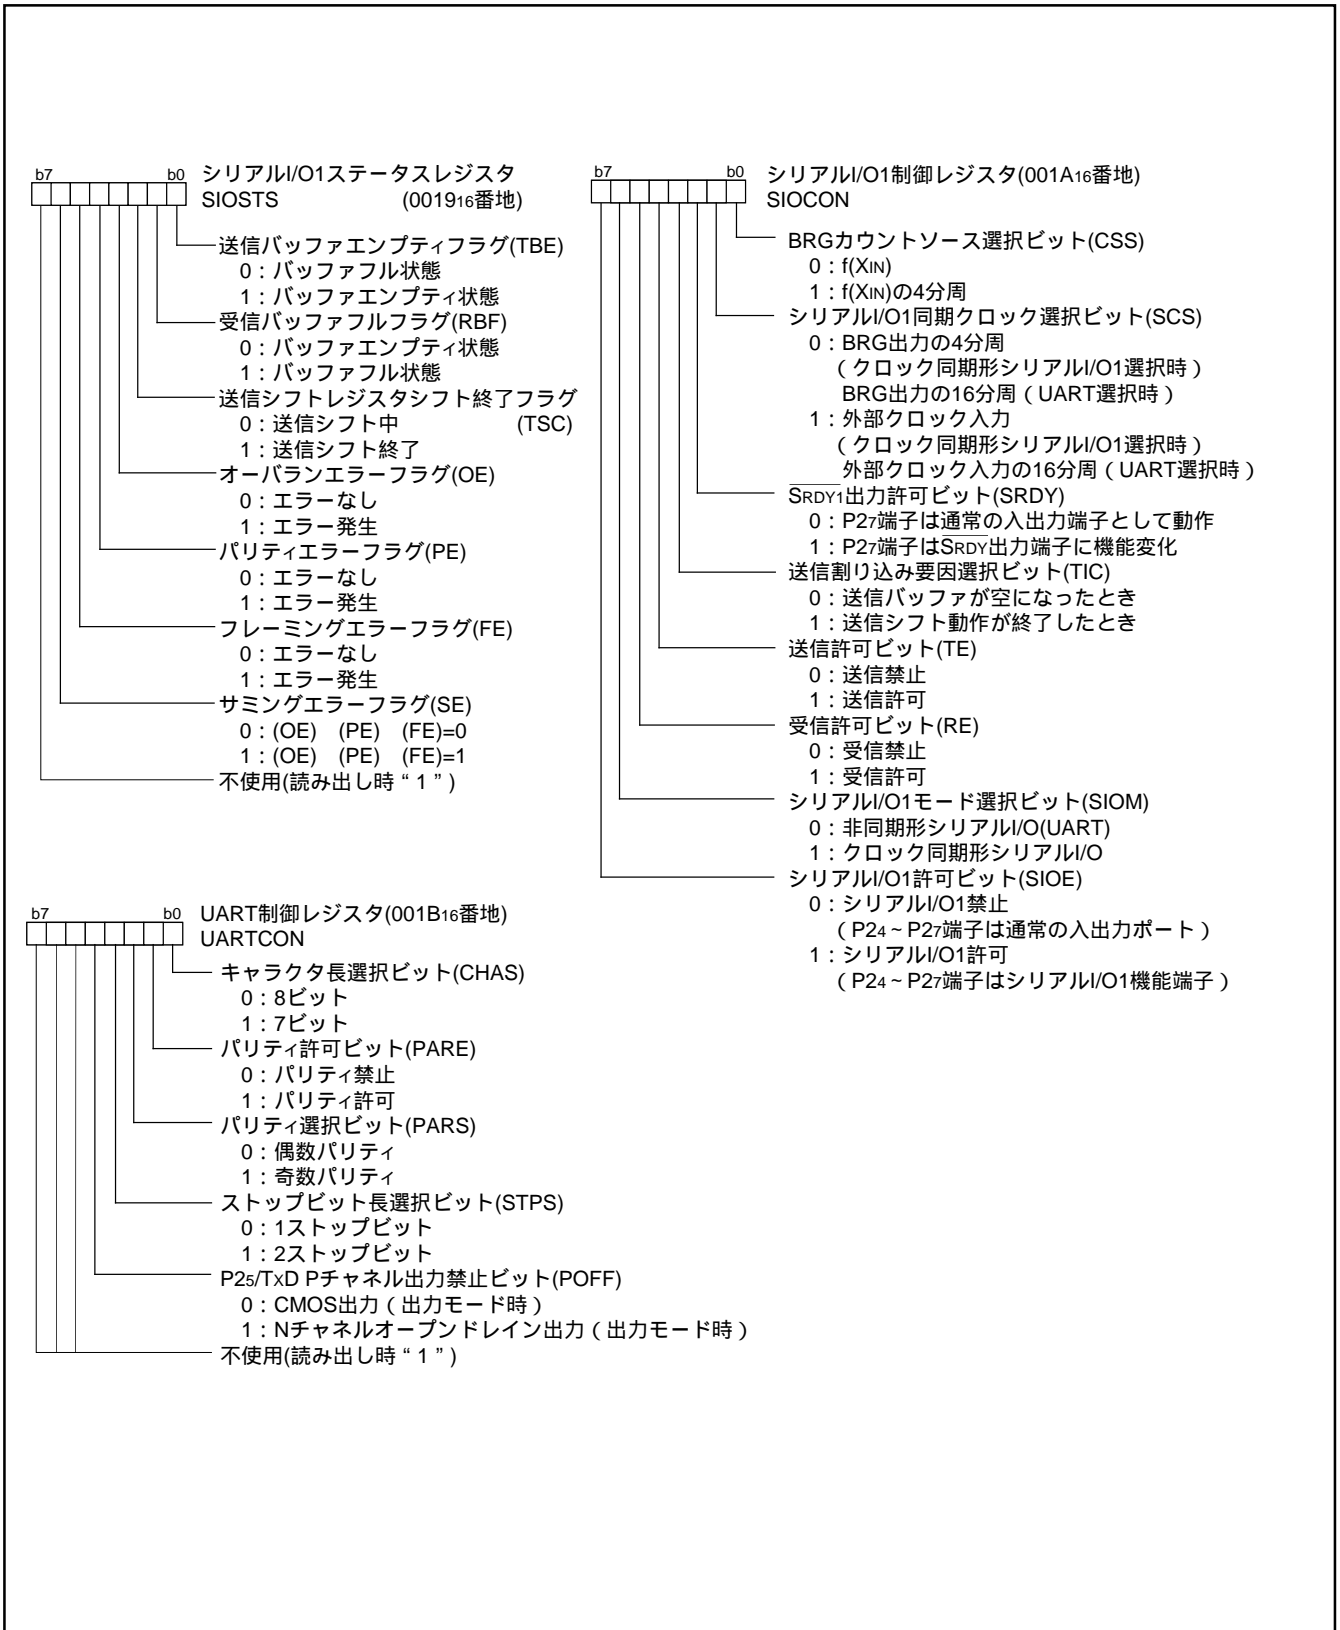 b7 b0 シリアルI/O1ステータスレジスタ
SIOSTS (001916番地)
送信バッファエンプティフラグ(TBE)
0：バッファフル状態
1：バッファエンプティ状態
受信バッファフルフラグ(RBF)
0：バッファエンプティ状態
1：バッファフル状態
送信シフトレジスタシフト終了フラグ
0：送信シフト中 (TSC)
1：送信シフト終了
オーバランエラーフラグ(OE)
0：エラーなし
1：エラー発生
パリティエラーフラグ(PE)
0：エラーなし
1：エラー発生
フレーミングエラーフラグ(FE)
0：エラーなし
1：エラー発生
サミングエラーフラグ(SE)
0：(OE) (PE) (FE)=0
1：(OE) (PE) (FE)=1
不使用(読み出し時“1”)
b7 b0 UART制御レジスタ(001B16番地)
UARTCON
キャラクタ長選択ビット(CHAS)
0：8ビット
1：7ビット
パリティ許可ビット(PARE)
0：パリティ禁止
1：パリティ許可
パリティ選択ビット(PARS)
0：偶数パリティ
1：奇数パリティ
ストップビット長選択ビット(STPS)
0：1ストップビット
1：2ストップビット
P25/TXD Pチャネル出力禁止ビット(POFF)
0：CMOS出力（出力モード時）
1：Nチャネルオープンドレイン出力（出力モード時）
不使用(読み出し時“1”)
b7 b0 シリアルI/O1制御レジスタ(001A16番地)
SIOCON
BRGカウントソース選択ビット(CSS)
0：f(XIN)
1：f(XIN)の4分周
シリアルI/O1同期クロック選択ビット(SCS)
0：BRG出力の4分周
（クロック同期形シリアルI/O1選択時）
BRG出力の16分周（UART選択時）
1：外部クロック入力
（クロック同期形シリアルI/O1選択時）
外部クロック入力の16分周（UART選択時）
SRDY1出力許可ビット(SRDY)
0：P27端子は通常の入出力端子として動作
1：P27端子はSRDY出力端子に機能変化
送信割り込み要因選択ビット(TIC)
0：送信バッファが空になったとき
1：送信シフト動作が終了したとき
送信許可ビット(TE)
0：送信禁止
1：送信許可
受信許可ビット(RE)
0：受信禁止
1：受信許可
シリアルI/O1モード選択ビット(SIOM)
0：非同期形シリアルI/O(UART)
1：クロック同期形シリアルI/O
シリアルI/O1許可ビット(SIOE)
0：シリアルI/O1禁止
（P24～P27端子は通常の入出力ポート）
1：シリアルI/O1許可
（P24～P27端子はシリアルI/O1機能端子）